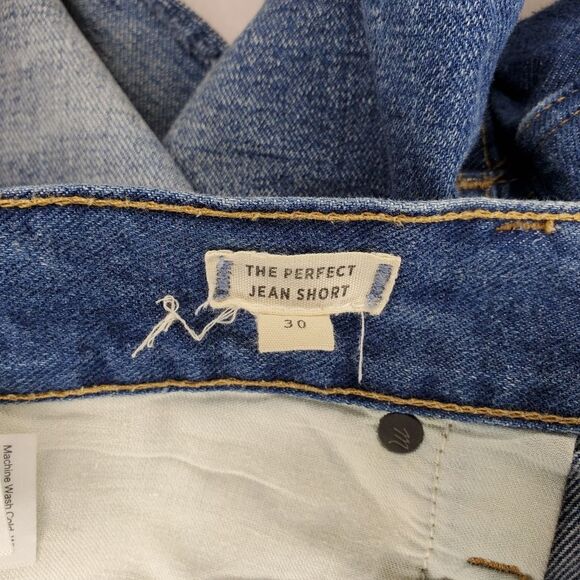 THE PERFECT
JEAN SHORT
30
m
Machine Wash Cold